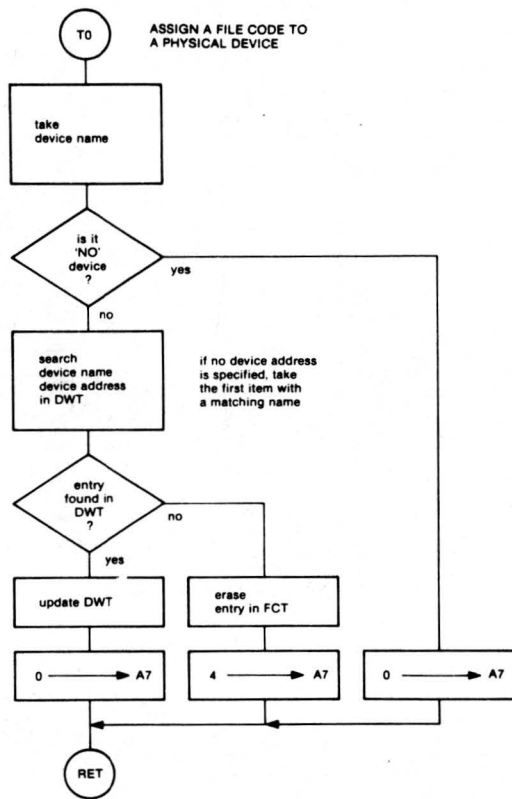 T0
ASSIGN A FILE CODE TO
A PHYSICAL DEVICE
take
device name
is it
'NO'
device
?
yes
no
search
device name
device address
in DWT
if no device address
is specified, take
the first item with
a matching name
entry
found in
DWT
?
no
yes
update DWT
erase
entry in FCT
0 → A7
4 → A7
0 → A7
RET